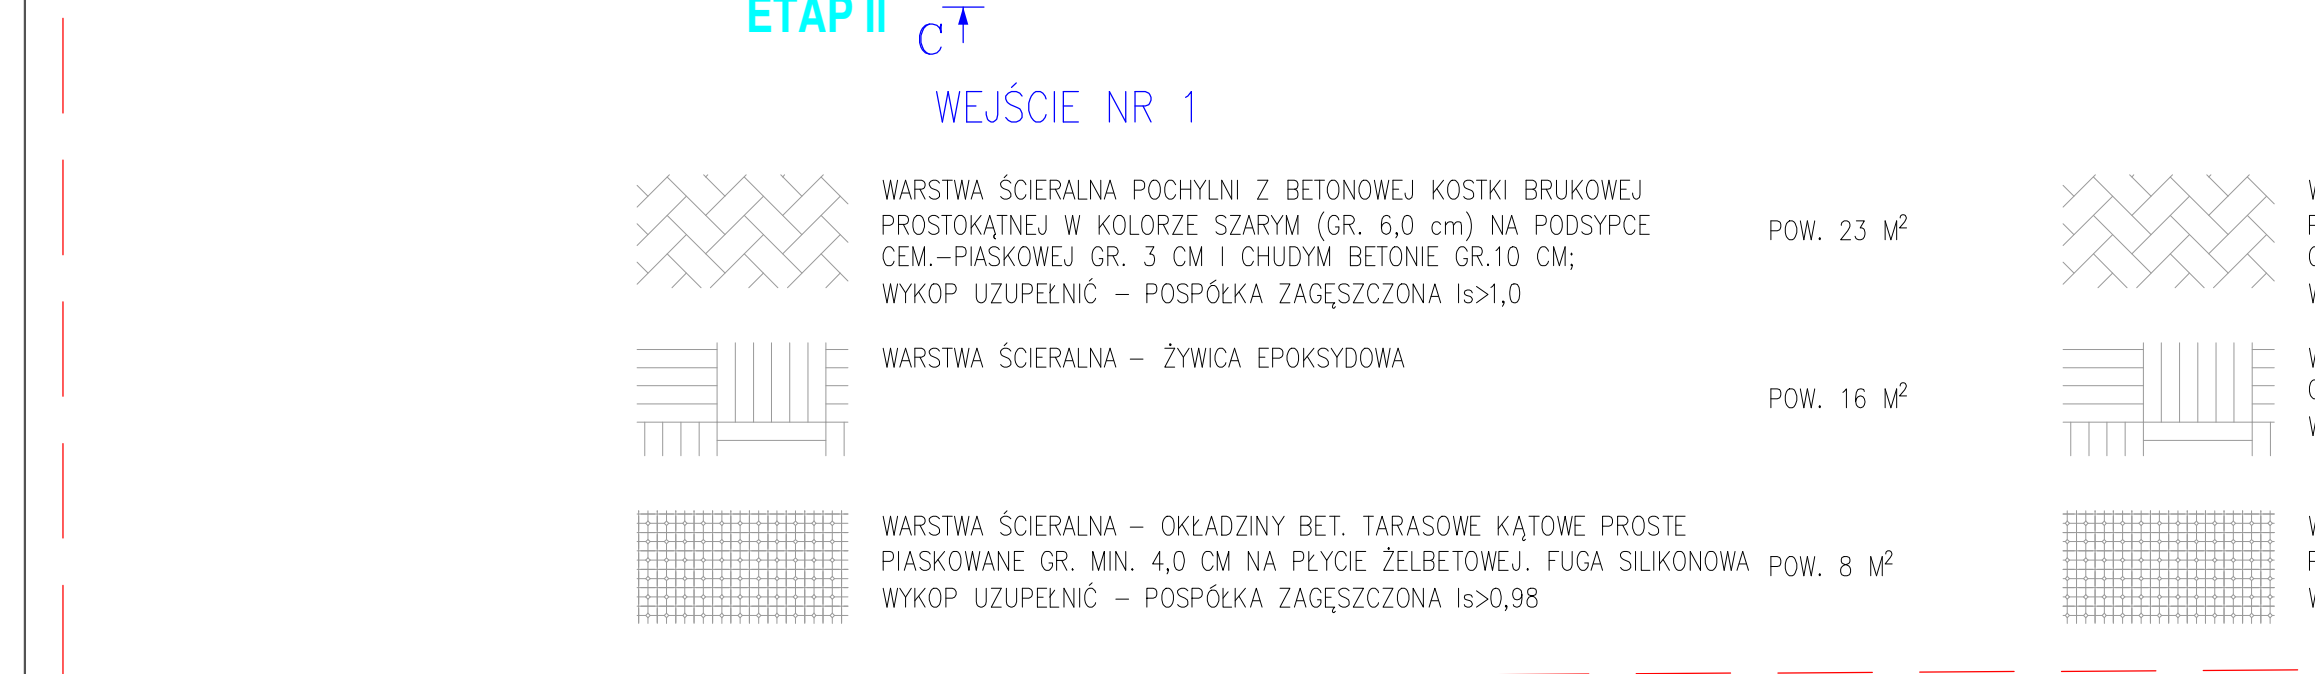 ETAP II
C
WEJŚCIE NR 1
WARSTWA ŚCIERALNA POCHYLNI Z BETONOWEJ KOSTKI BRUKOWEJ
PROSTOKĄTNEJ W KOLORZE SZARYM (GR. 6,0 cm) NA PODSYPCE
CEM.–PIASKOWEJ GR. 3 CM I CHUDYM BETONIE GR.10 CM;
WYKOP UZUPEŁNIĆ – POSPÓŁKA ZAGĘSZCZONA Is>1,0
POW. 23 M²
WARSTWA ŚCIERALNA – ŻYWICA EPOKSYDOWA
POW. 16 M²
WARSTWA ŚCIERALNA – OKŁADZINY BET. TARASOWE KĄTOWE PROSTE
PIASKOWANE GR. MIN. 4,0 CM NA PŁYCIE ŻELBETOWEJ. FUGA SILIKONOWA
WYKOP UZUPEŁNIĆ – POSPÓŁKA ZAGĘSZCZONA Is>0,98
POW. 8 M²